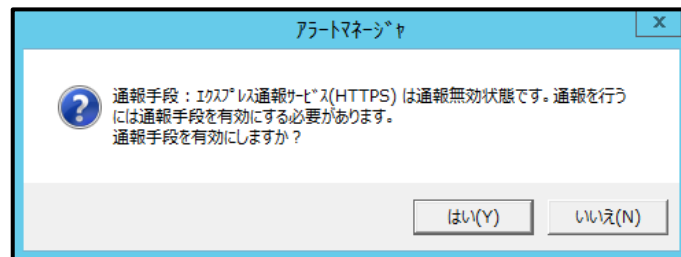 ｱﾗｰﾄﾏﾈｰｼﾞｬ
x
通報手段：ｴｸｽﾌﾟﾚｽ通報ｻｰﾋﾞｽ(HTTPS) は通報無効状態です。通報を行う
には通報手段を有効にする必要があります。
通報手段を有効にしますか？
はい(Y) いいえ(N)